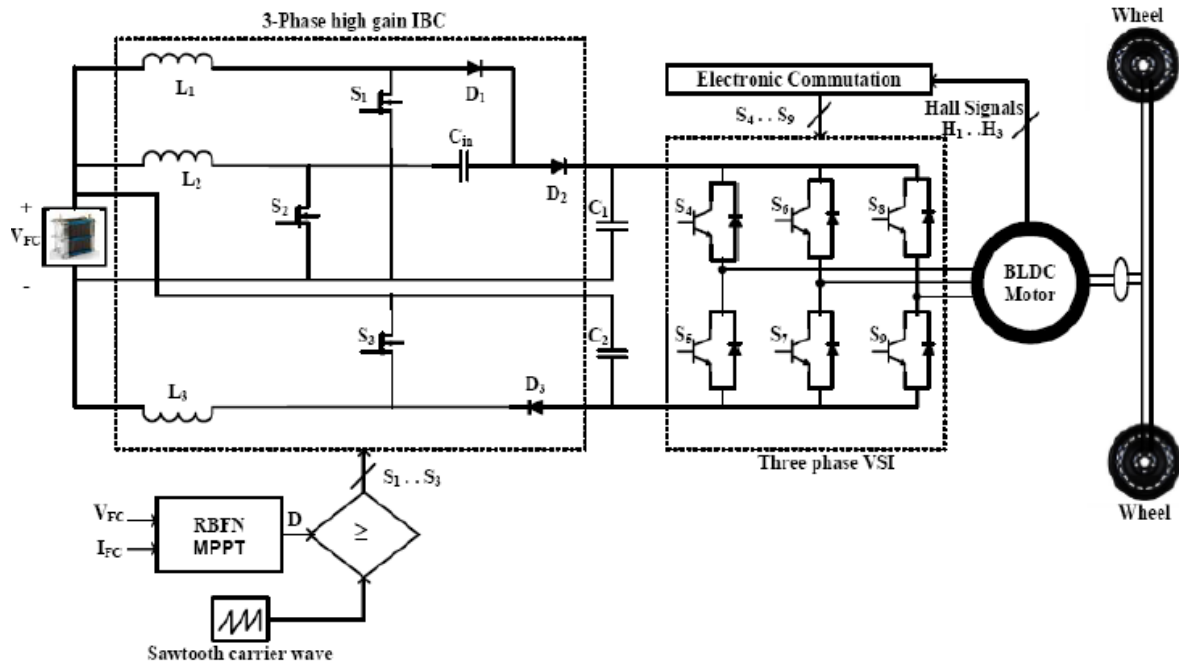 3-Phase high gain IBC
Wheel
L1
S1
D1
Electronic Commutation
S4 . . S9
Hall Signals
H1 . . H3
Cin
L2
D2
S2
C1
+
VFC
-
S4
S6
S8
BLDC
Motor
S3
C2
S5
S7
S9
L3
D3
Three phase VSI
S1 . . S3
VFC
IFC
RBFN
MPPT
D
≥
Wheel
Sawtooth carrier wave